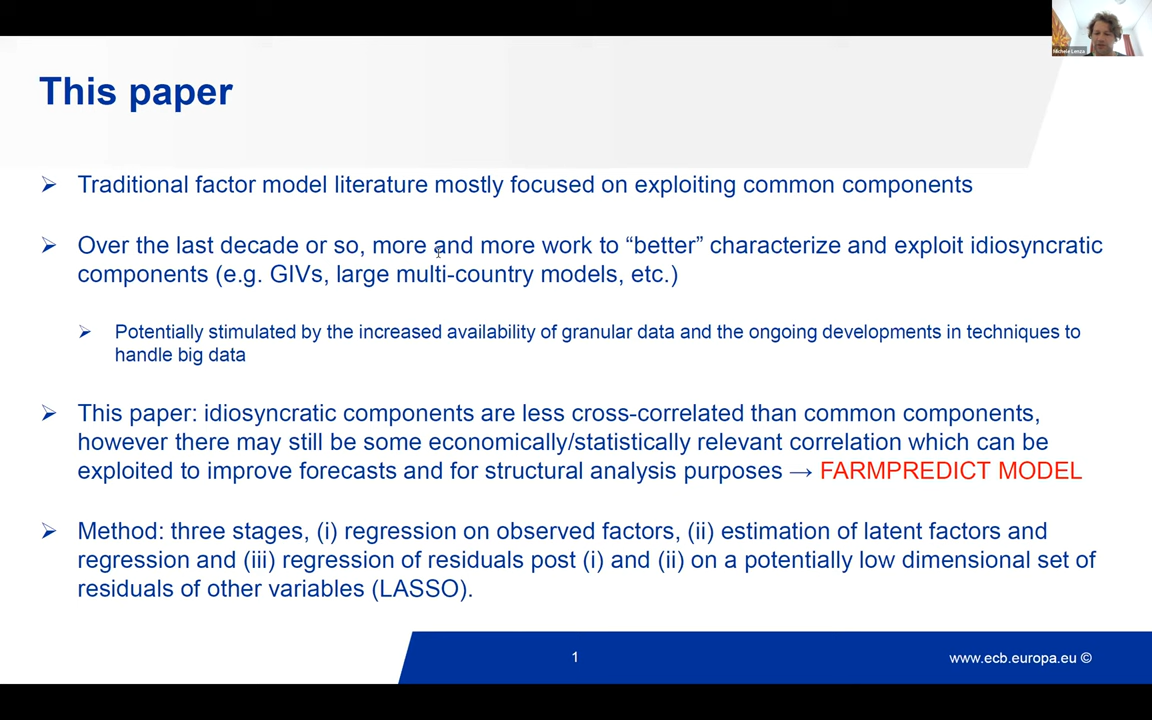 Michele Lenza
This paper
Traditional factor model literature mostly focused on exploiting common components
Over the last decade or so, more and more work to “better” characterize and exploit idiosyncratic
components (e.g. GIVs, large multi-country models, etc.)
Potentially stimulated by the increased availability of granular data and the ongoing developments in techniques to
handle big data
This paper: idiosyncratic components are less cross-correlated than common components,
however there may still be some economically/statistically relevant correlation which can be
exploited to improve forecasts and for structural analysis purposes → FARMPREDICT MODEL
Method: three stages, (i) regression on observed factors, (ii) estimation of latent factors and
regression and (iii) regression of residuals post (i) and (ii) on a potentially low dimensional set of
residuals of other variables (LASSO).
1
www.ecb.europa.eu ©